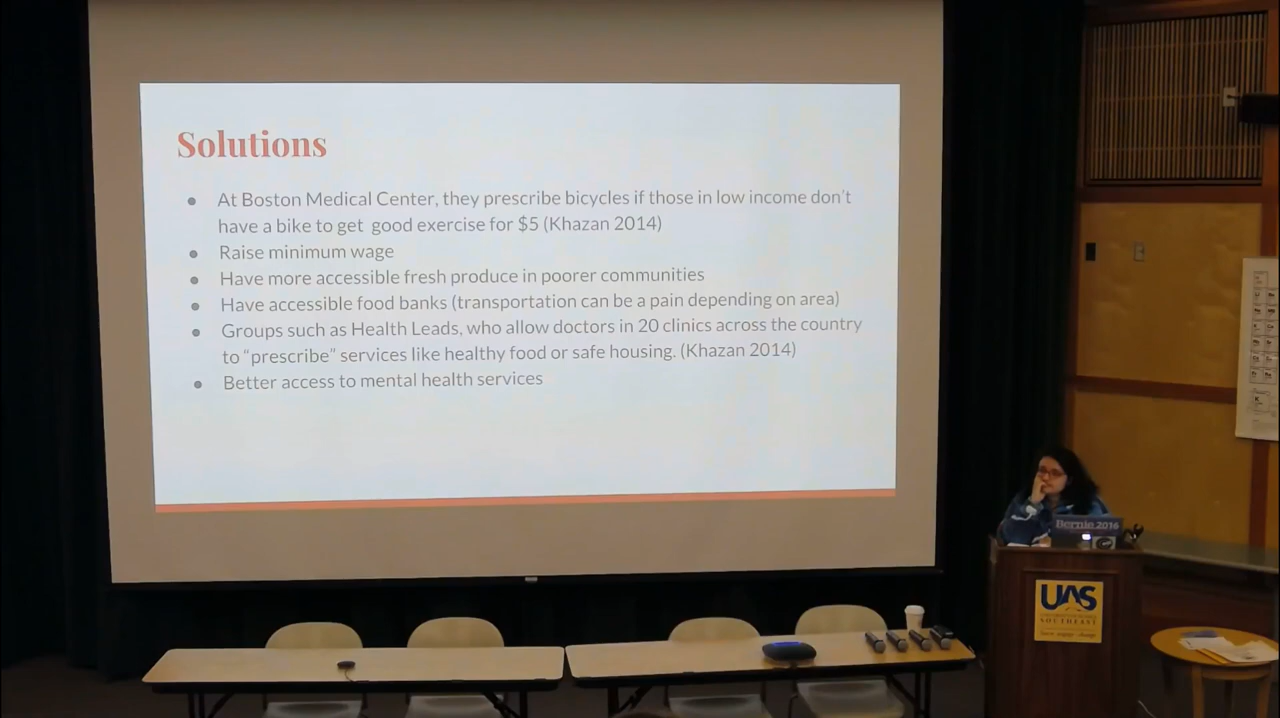 Solutions
At Boston Medical Center, they prescribe bicycles if those in low income don't
have a bike to get good exercise for $5 (Khazan 2014)
Raise minimum wage
Have more accessible fresh produce in poorer communities
Have accessible food banks (transportation can be a pain depending on area)
Groups such as Health Leads, who allow doctors in 20 clinics across the country
to “prescribe” services like healthy food or safe housing. (Khazan 2014)
Better access to mental health services
Bernie 2016
UAS
SOUTHEAST